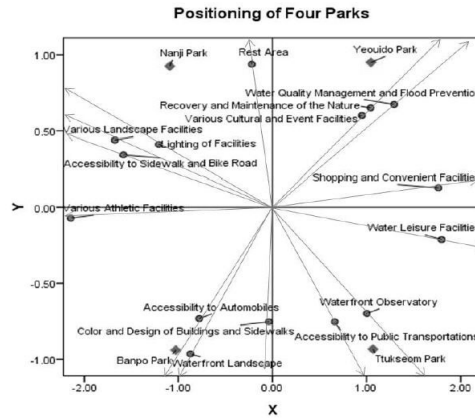 Positioning of Four Parks
Nanji Park
Rest Area
Yeouido Park
Water Quality Management and Flood Preventio
Recovery and Maintenance of the Nature
Various Cultural and Event Facilities
Various Landscape Facilities
Lighting of Facilities
Accessibility to Sidewalk and Bike Road
Shopping and Convenient Facilitie
Various Athletic Facilities
Water Leisure Facilitie
Accessibility to Automobiles
Waterfront Observatory
Color and Design of Buildings and Sidewalks
Accessibility to Public Transportations
Banpo Park
Waterfront Landscape
Ttukseom Park
1.00
0.50
0.00
-0.50
-1.00
Y
-2.00
-1.00
0.00
1.00
2.00
X